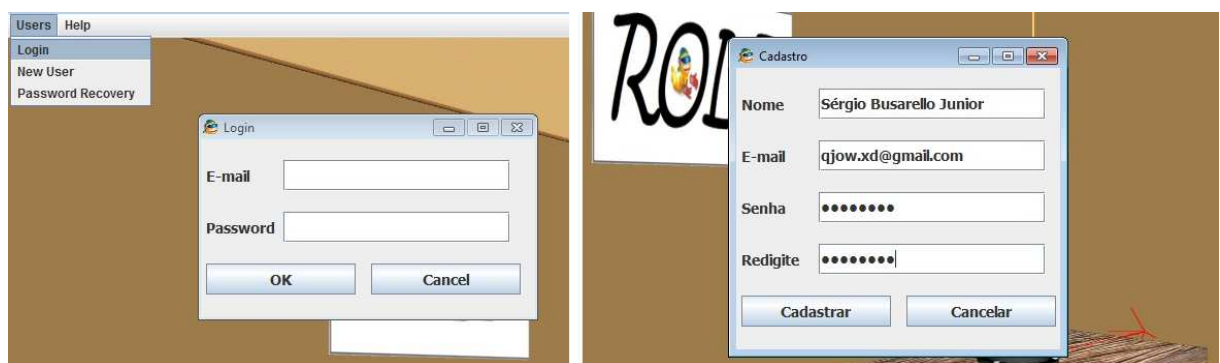 Users Help
Login
New User
Password Recovery
Login
E-mail
Password
OK Cancel
Cadastro
Nome Sérgio Busarello Junior
E-mail qjow.xd@gmail.com
Senha ••••••••
Redigite ••••••••
Cadastrar Cancelar